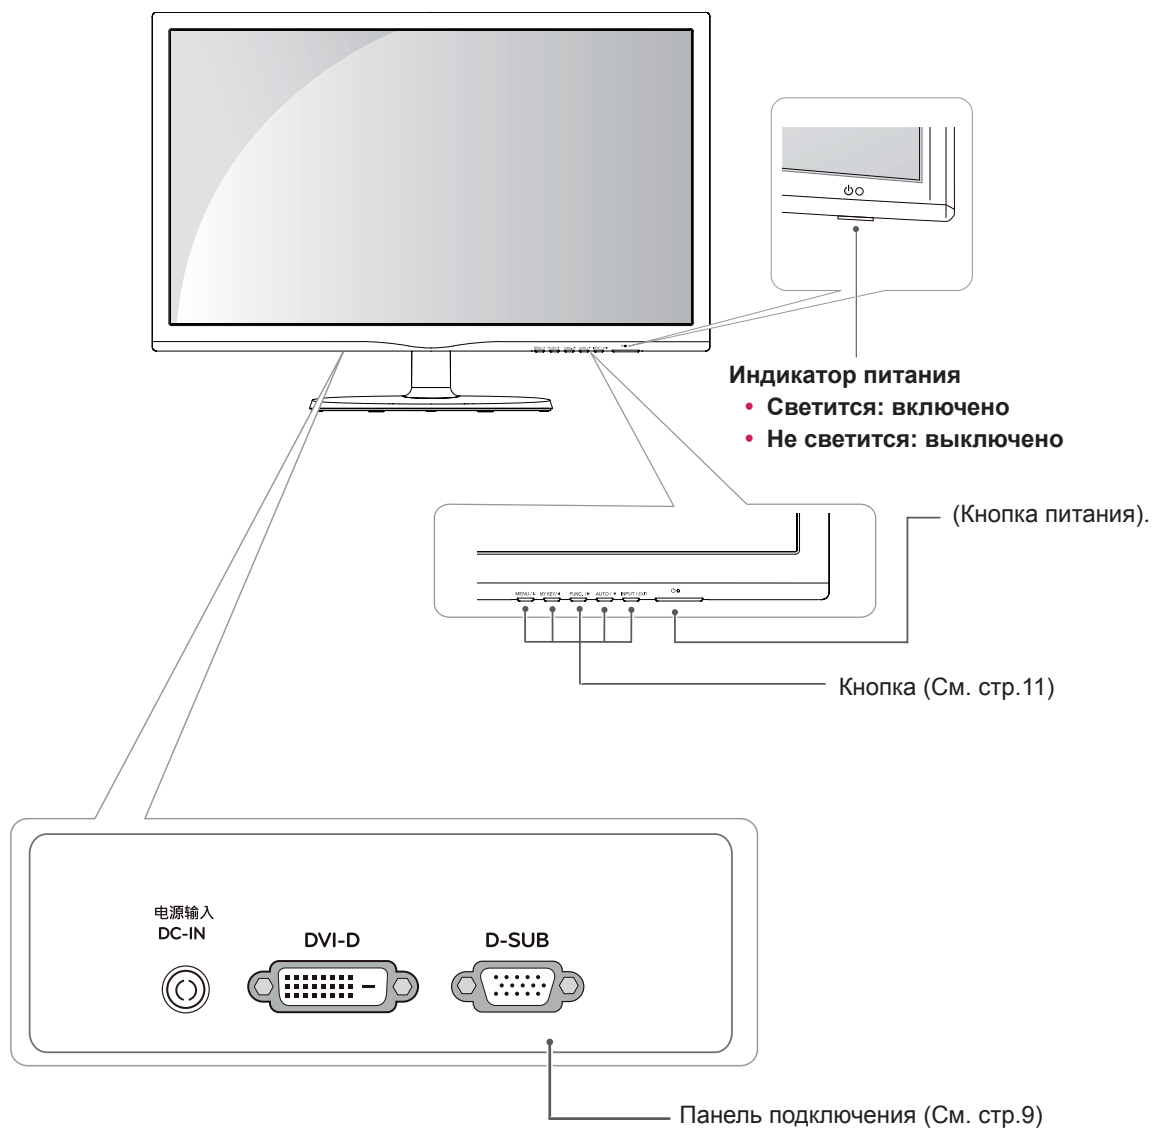 Индикатор питания
• Светится: включено
• Не светится: выключено
(Кнопка питания).
MENU / MY KEY/◄ FUNC. / ► AUTO / ▼ INPUT / EXIT
Кнопка (См. стр.11)
电源输入
DC-IN
DVI-D
D-SUB
Панель подключения (См. стр.9)